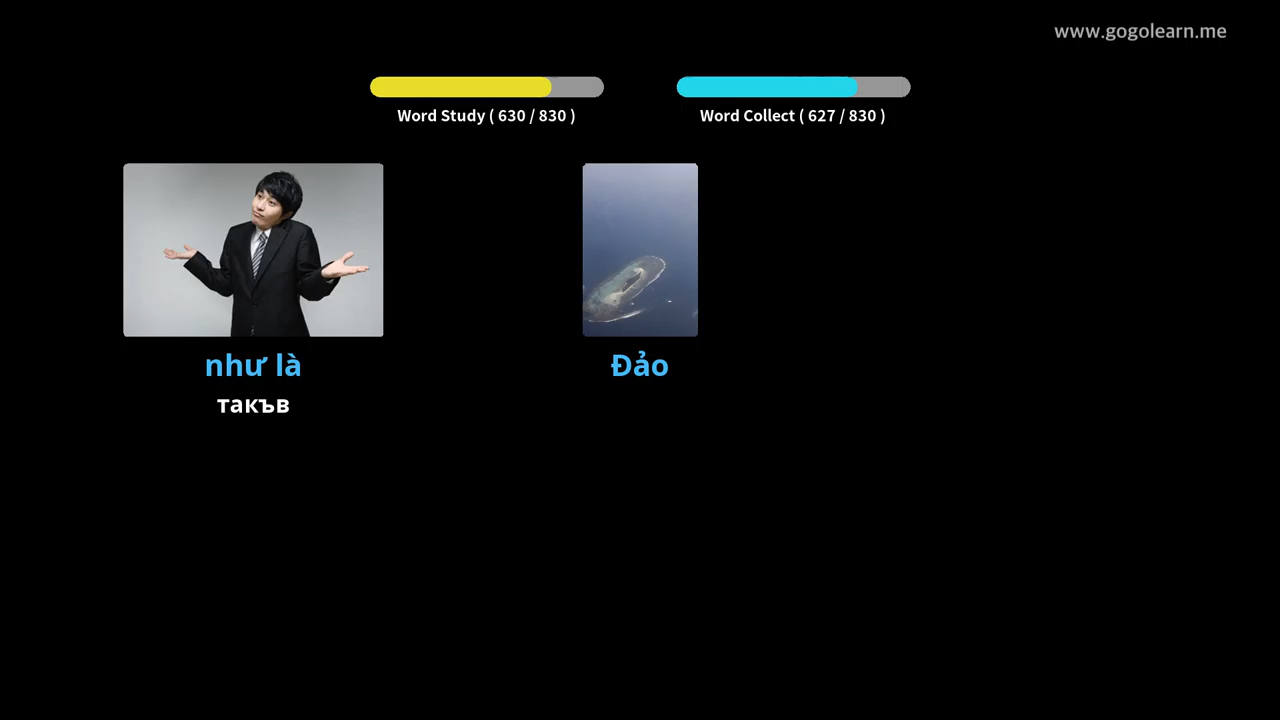 www.gogolearn.me
Word Study ( 630 / 830 )
Word Collect ( 627 / 830 )
như là
такъв
Đảo